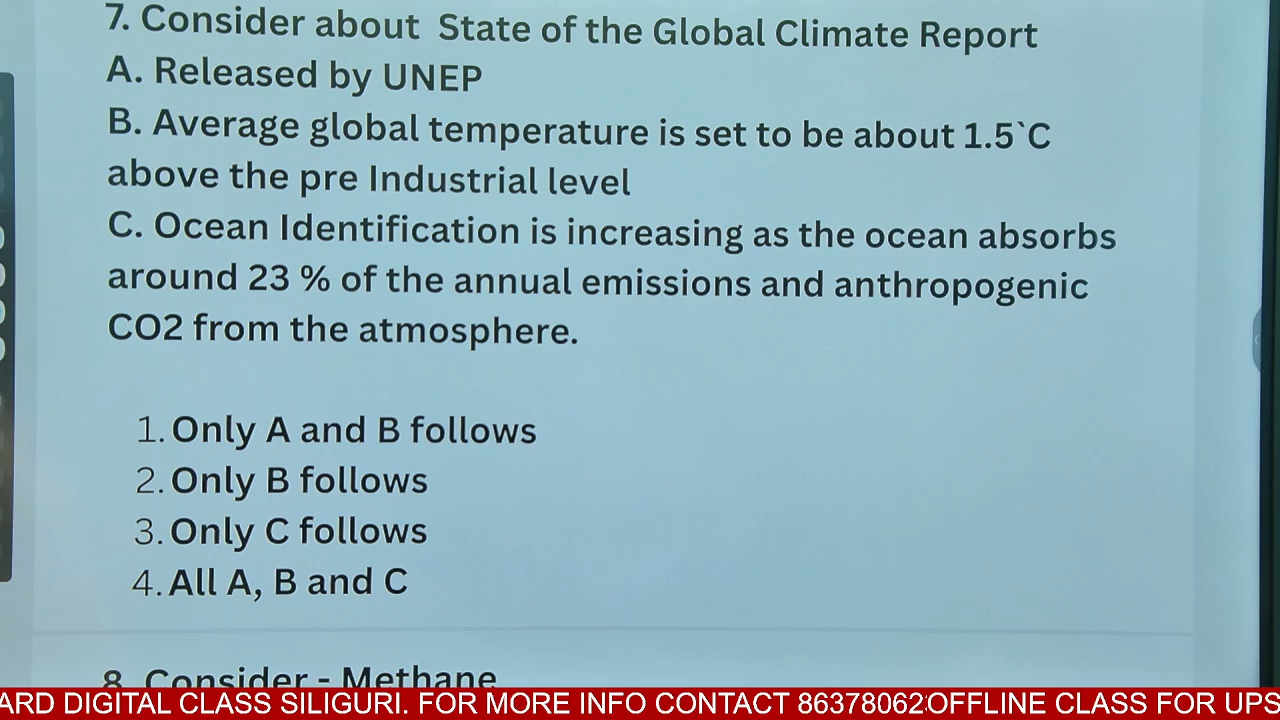 7. Consider about State of the Global Climate Report
A. Released by UNEP
B. Average global temperature is set to be about 1.5`C
above the pre Industrial level
C. Ocean Identification is increasing as the ocean absorbs
around 23 % of the annual emissions and anthropogenic
CO2 from the atmosphere.
1. Only A and B follows
2. Only B follows
3. Only C follows
4. All A, B and C
8. Consider - Methane
ARD DIGITAL CLASS SILIGURI. FOR MORE INFO CONTACT 86378062 OFFLINE CLASS FOR UPS